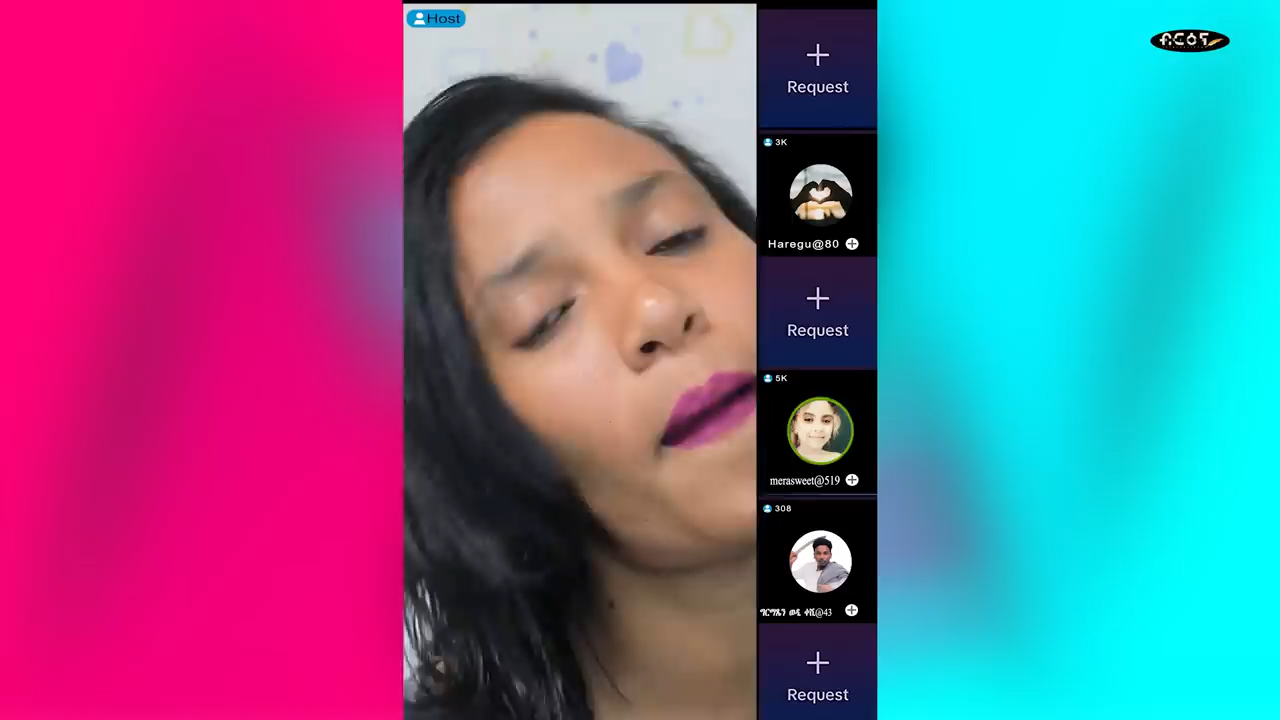 Host
Request
3K
Haregu@80
Request
5K
merasweet@519
308
Request